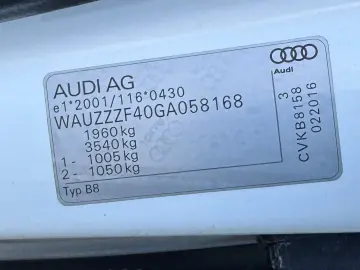 AUDI AG
e1*2001/116*0430
WAUZZZF40GA058168
1960 kg
3540 kg
1 - 1005 kg
2 - 1050 kg
Typ B8
Audi
3
CVKB8158
022016